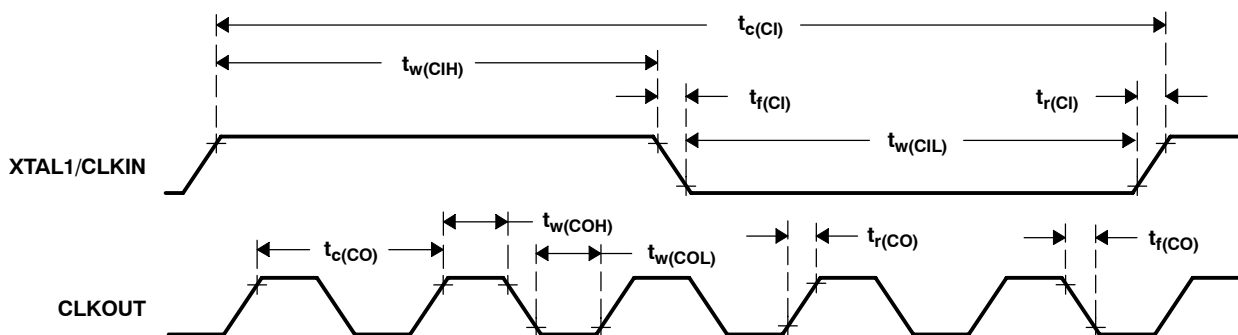 tc(CI)
tw(CIH)
tf(CI)
tr(CI)
tw(CIL)
XTAL1/CLKIN
tw(COH)
tc(CO)
tw(COL)
tr(CO)
tf(CO)
CLKOUT